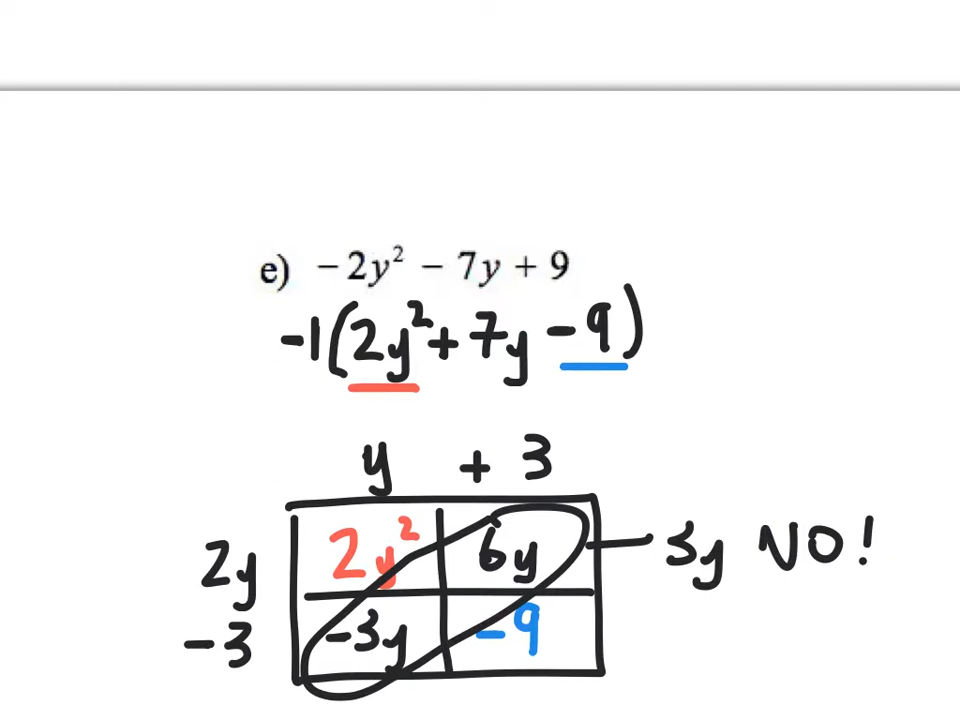 e) − 2y² − 7y + 9
-1(2y² + 7y - 9)
y + 3
2y 2y² 6y 3y NO!
-3 -3y -9